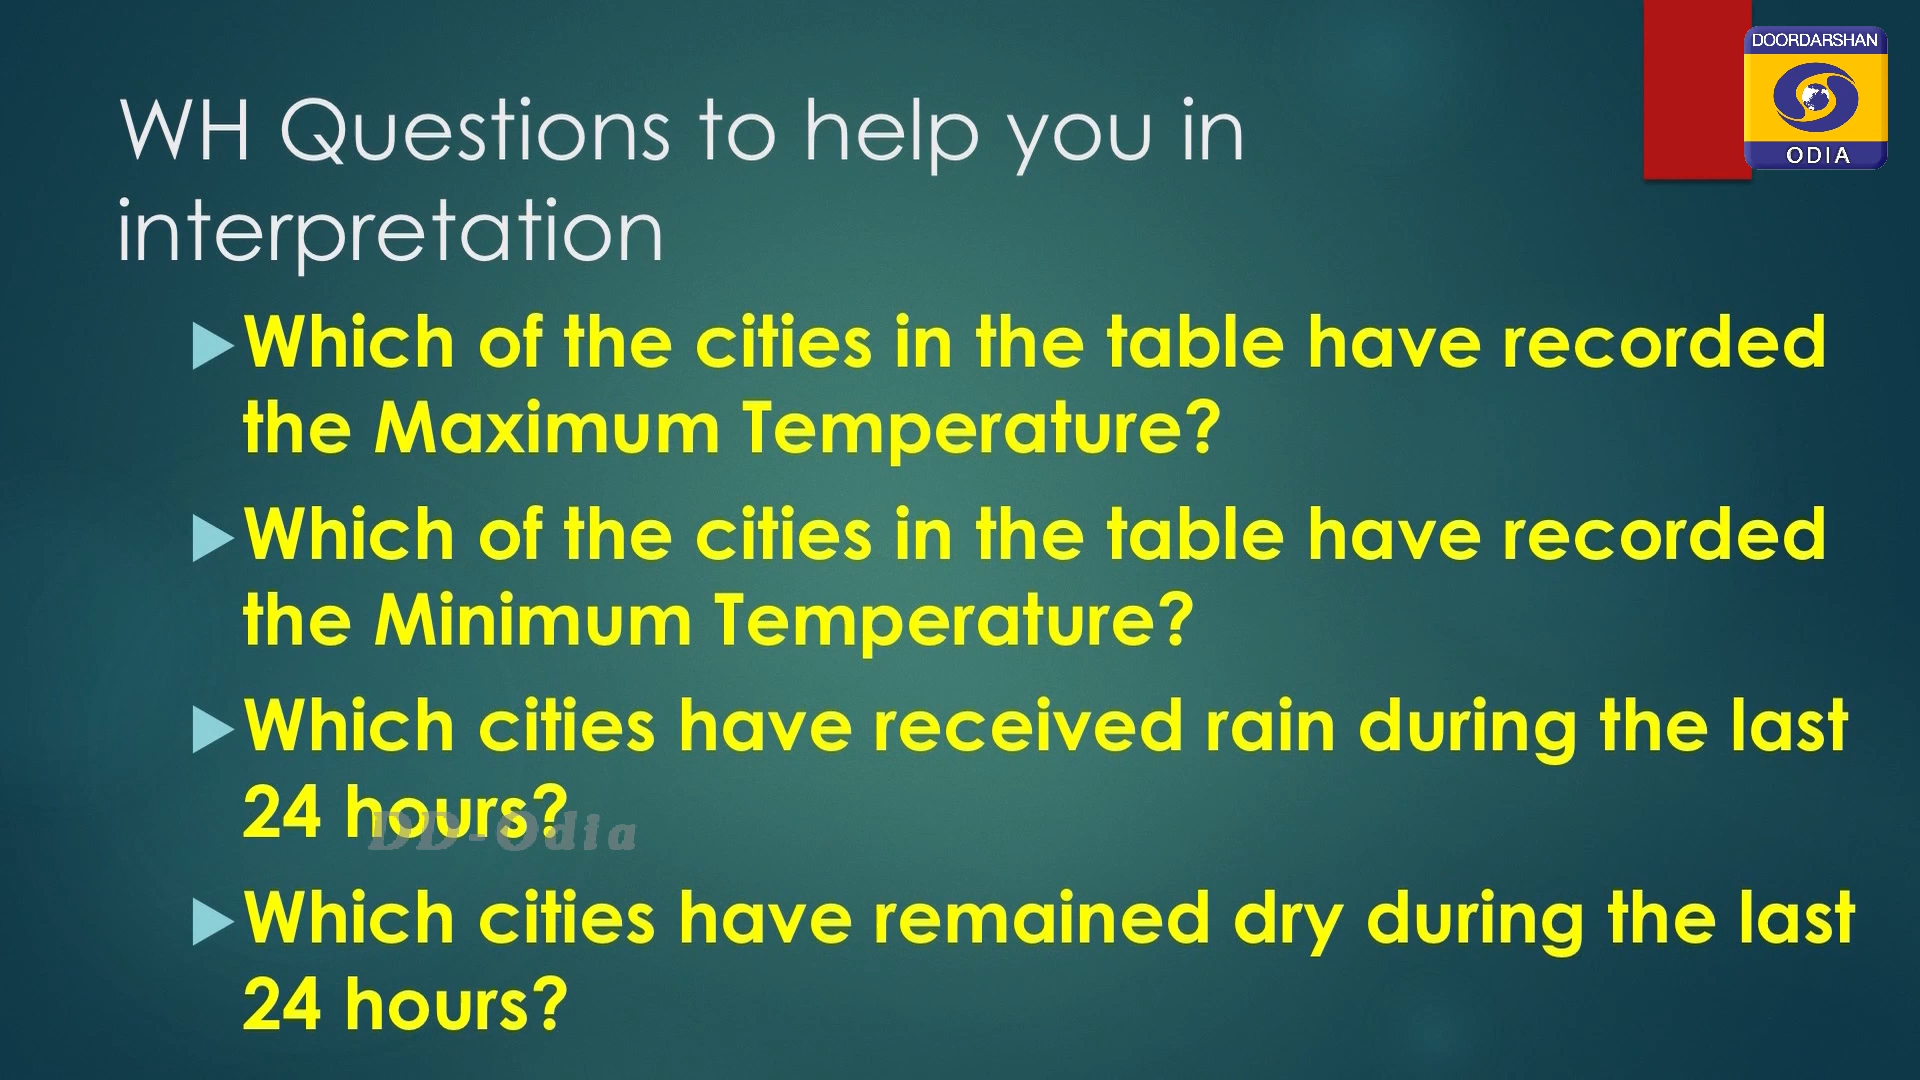 DOORDARSHAN
ODIA
WH Questions to help you in
interpretation
Which of the cities in the table have recorded
the Maximum Temperature?
Which of the cities in the table have recorded
the Minimum Temperature?
Which cities have received rain during the last
24 hours?
DD-Odia
Which cities have remained dry during the last
24 hours?